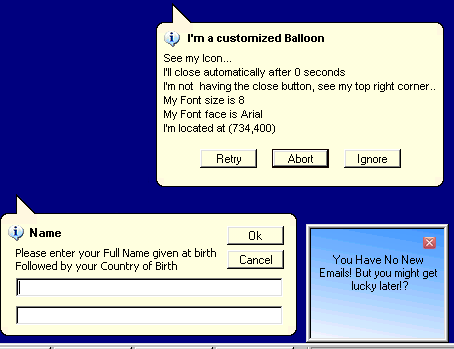 I'm a customized Balloon
See my Icon...
I'll close automatically after 0 seconds
I'm not  having the close button, see my top right corner..
My Font size is 8
My Font face is Arial
I'm located at (734,400)
Retry Abort Ignore
Name
Ok
Please enter your Full Name given at birth
Followed by your Country of Birth
Cancel
You Have No New
Emails! But you might get
lucky later!?